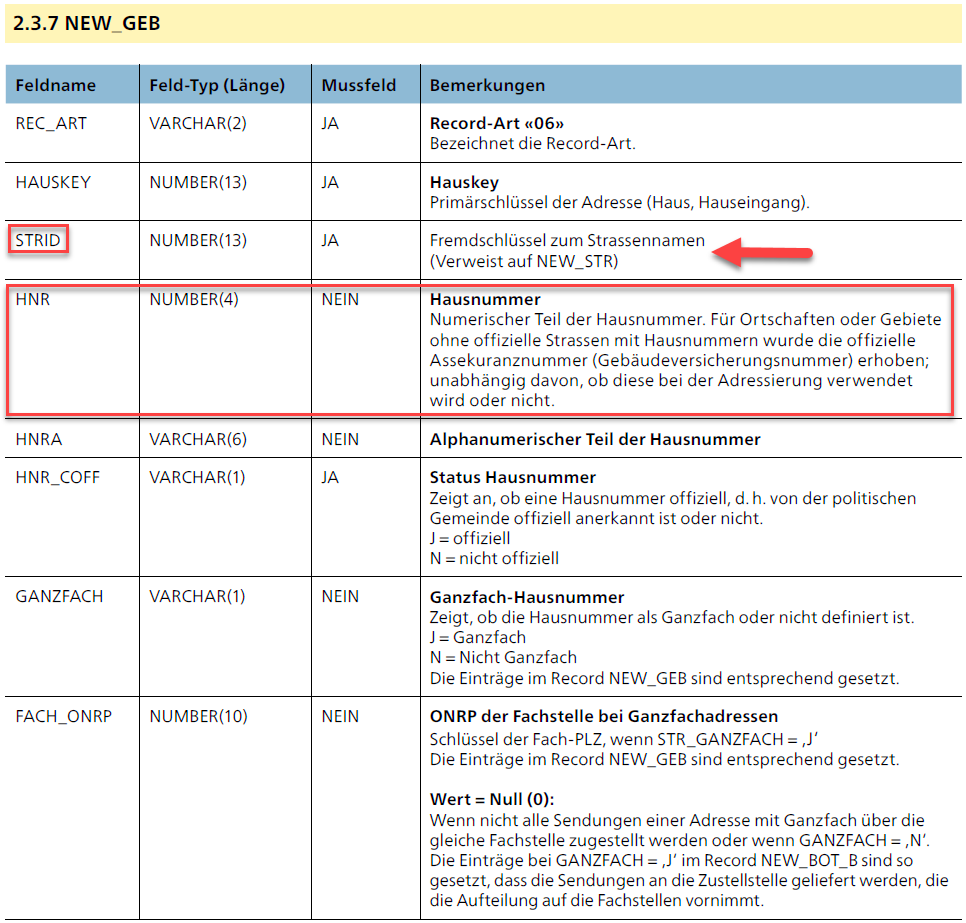 2.3.7 NEW_GEB
Feldname Feld-Typ (Länge) Mussfeld Bemerkungen
REC_ART VARCHAR(2) JA Record-Art «06»
Bezeichnet die Record-Art.
HAUSKEY NUMBER(13) JA Hauskey
Primärschlüssel der Adresse (Haus, Hauseingang).
STRID NUMBER(13) JA Fremdschlüssel zum Strassennamen
(Verweist auf NEW_STR)
HNR NUMBER(4) NEIN Hausnummer
Numerischer Teil der Hausnummer. Für Ortschaften oder Gebiete
ohne offizielle Strassen mit Hausnummern wurde die offizielle
Assekuranznummer (Gebäudeversicherungsnummer) erhoben;
unabhängig davon, ob diese bei der Adressierung verwendet
wird oder nicht.
HNRA VARCHAR(6) NEIN Alphanumerischer Teil der Hausnummer
HNR_COFF VARCHAR(1) JA Status Hausnummer
Zeigt an, ob eine Hausnummer offiziell, d. h. von der politischen
Gemeinde offiziell anerkannt ist oder nicht.
J = offiziell
N = nicht offiziell
GANZFACH VARCHAR(1) NEIN Ganzfach-Hausnummer
Zeigt, ob die Hausnummer als Ganzfach oder nicht definiert ist.
J = Ganzfach
N = Nicht Ganzfach
Die Einträge im Record NEW_GEB sind entsprechend gesetzt.
FACH_ONRP NUMBER(10) NEIN ONRP der Fachstelle bei Ganzfachadressen
Schlüssel der Fach-PLZ, wenn STR_GANZFACH = ‚J‘
Die Einträge im Record NEW_GEB sind entsprechend gesetzt.
Wert = Null (0):
Wenn nicht alle Sendungen einer Adresse mit Ganzfach über die
gleiche Fachstelle zugestellt werden oder wenn GANZFACH = ‚N‘.
Die Einträge bei GANZFACH = ‚J‘ im Record NEW_BOT_B sind so
gesetzt, dass die Sendungen an die Zustellstelle geliefert werden, die
die Aufteilung auf die Fachstellen vornimmt.